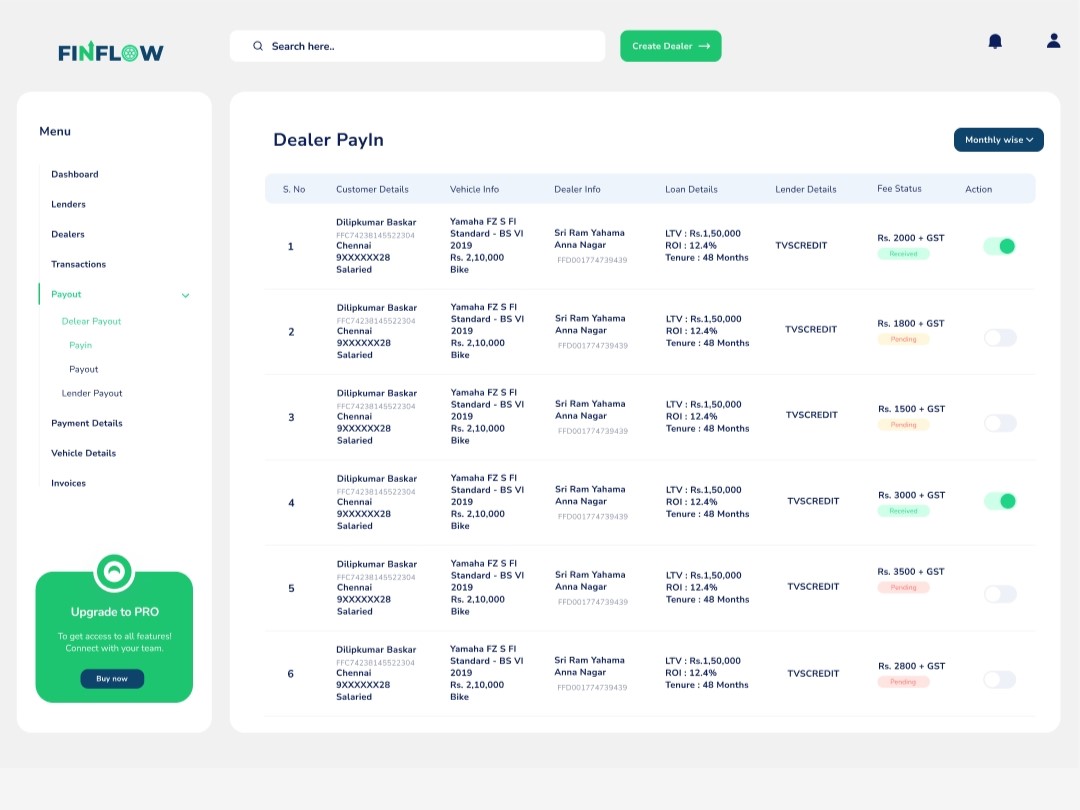 FINFLOW
Search here..
Create Dealer
Menu
Dashboard
Lenders
Dealers
Transactions
Payout
Delear Payout
Payin
Payout
Lender Payout
Payment Details
Vehicle Details
Invoices
Upgrade to PRO
To get access to all features!
Connect with your team.
Buy now
Dealer PayIn
Monthly wise
S. No Customer Details Vehicle Info Dealer Info Loan Details Lender Details Fee Status Action
1
Dilipkumar Baskar
FFC74238145522304
Chennai
9XXXXXX28
Salaried
Yamaha FZ S FI
Standard - BS VI
2019
Rs. 2,10,000
Bike
Sri Ram Yahama
Anna Nagar
FFD001774739439
LTV : Rs.1,50,000
ROI : 12.4%
Tenure : 48 Months
TVSCREDIT
Rs. 2000 + GST
Received
2
Dilipkumar Baskar
FFC74238145522304
Chennai
9XXXXXX28
Salaried
Yamaha FZ S FI
Standard - BS VI
2019
Rs. 2,10,000
Bike
Sri Ram Yahama
Anna Nagar
FFD001774739439
LTV : Rs.1,50,000
ROI : 12.4%
Tenure : 48 Months
TVSCREDIT
Rs. 1800 + GST
Pending
3
Dilipkumar Baskar
FFC74238145522304
Chennai
9XXXXXX28
Salaried
Yamaha FZ S FI
Standard - BS VI
2019
Rs. 2,10,000
Bike
Sri Ram Yahama
Anna Nagar
FFD001774739439
LTV : Rs.1,50,000
ROI : 12.4%
Tenure : 48 Months
TVSCREDIT
Rs. 1500 + GST
Pending
4
Dilipkumar Baskar
FFC74238145522304
Chennai
9XXXXXX28
Salaried
Yamaha FZ S FI
Standard - BS VI
2019
Rs. 2,10,000
Bike
Sri Ram Yahama
Anna Nagar
FFD001774739439
LTV : Rs.1,50,000
ROI : 12.4%
Tenure : 48 Months
TVSCREDIT
Rs. 3000 + GST
Received
5
Dilipkumar Baskar
FFC74238145522304
Chennai
9XXXXXX28
Salaried
Yamaha FZ S FI
Standard - BS VI
2019
Rs. 2,10,000
Bike
Sri Ram Yahama
Anna Nagar
FFD001774739439
LTV : Rs.1,50,000
ROI : 12.4%
Tenure : 48 Months
TVSCREDIT
Rs. 3500 + GST
Pending
6
Dilipkumar Baskar
FFC74238145522304
Chennai
9XXXXXX28
Salaried
Yamaha FZ S FI
Standard - BS VI
2019
Rs. 2,10,000
Bike
Sri Ram Yahama
Anna Nagar
FFD001774739439
LTV : Rs.1,50,000
ROI : 12.4%
Tenure : 48 Months
TVSCREDIT
Rs. 2800 + GST
Pending